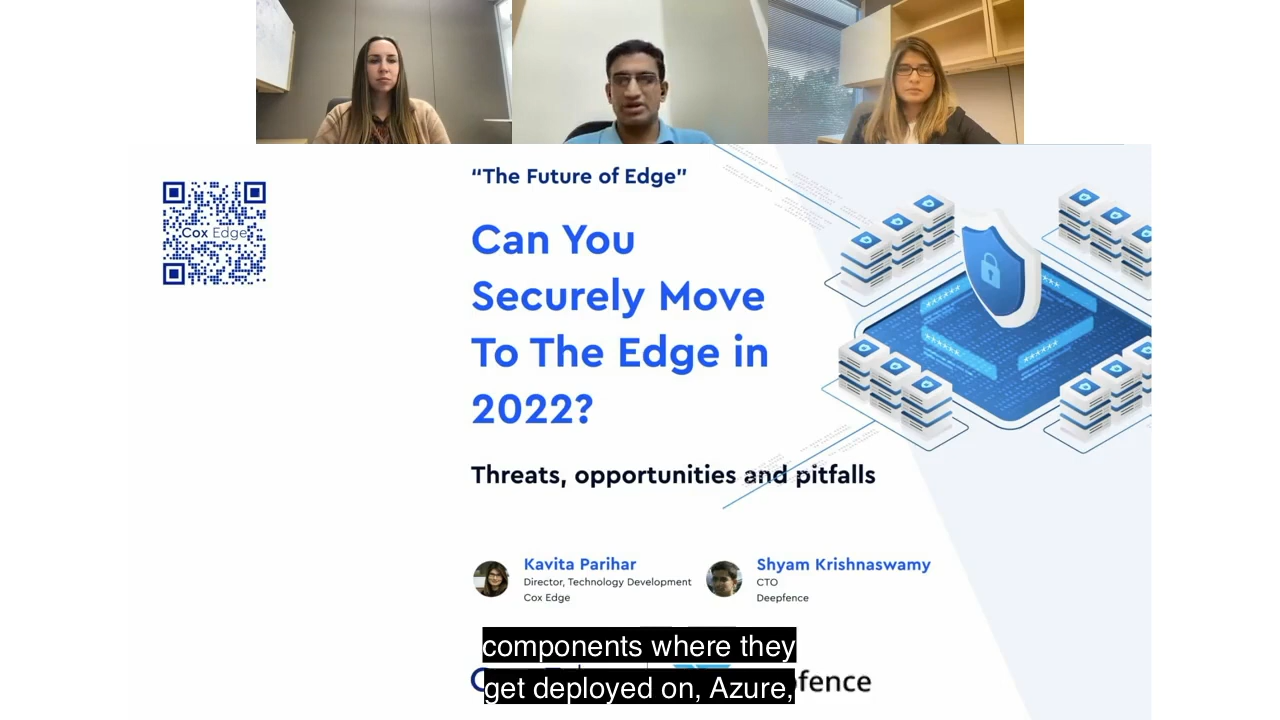 “The Future of Edge”
Cox Edge
Can You
Securely Move
To The Edge in
2022?
Threats, opportunities and pitfalls
Kavita Parihar
Director, Technology Development
Cox Edge
Shyam Krishnaswamy
CTO
Deepfence
components where they
get deployed on, Azure,
fence